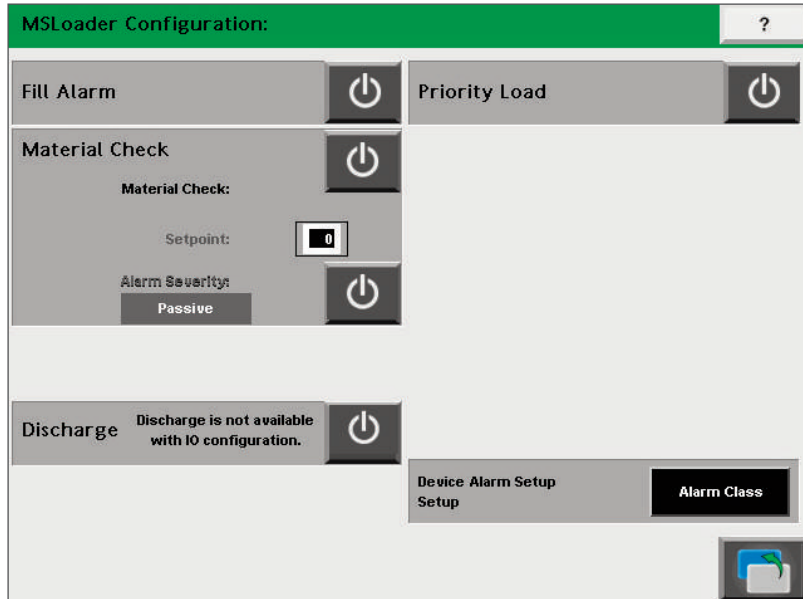 MSLoader Configuration:
?
Fill Alarm
Priority Load
Material Check
Material Check:
Setpoint:
0
Alarm Severity:
Passive
Discharge
Discharge is not available
with IO configuration.
Device Alarm Setup
Setup
Alarm Class